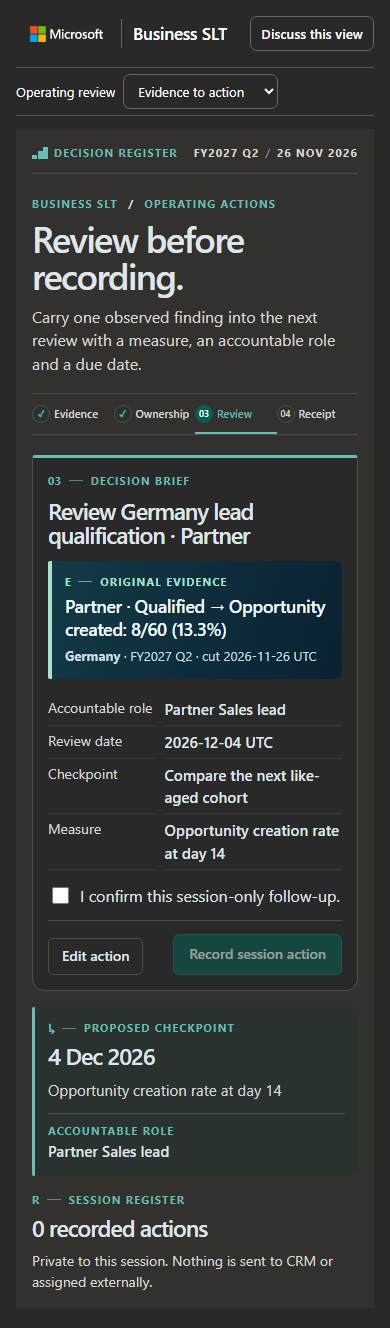 Microsoft
Business SLT
Discuss this view
Operating review
Evidence to action
DECISION REGISTER
FY2027 Q2 / 26 NOV 2026
BUSINESS SLT / OPERATING ACTIONS
Review before
recording.
Carry one observed finding into the next
review with a measure, an accountable role
and a due date.
✓ Evidence
✓ Ownership
03 Review
04 Receipt
03 — DECISION BRIEF
Review Germany lead
qualification · Partner
E — ORIGINAL EVIDENCE
Partner · Qualified → Opportunity
created: 8/60 (13.3%)
Germany · FY2027 Q2 · cut 2026-11-26 UTC
Accountable role
Partner Sales lead
Review date
2026-12-04 UTC
Checkpoint
Compare the next like-
aged cohort
Measure
Opportunity creation rate
at day 14
I confirm this session-only follow-up.
Edit action
Record session action
↳ — PROPOSED CHECKPOINT
4 Dec 2026
Opportunity creation rate at day 14
ACCOUNTABLE ROLE
Partner Sales lead
R — SESSION REGISTER
0 recorded actions
Private to this session. Nothing is sent to CRM or
assigned externally.